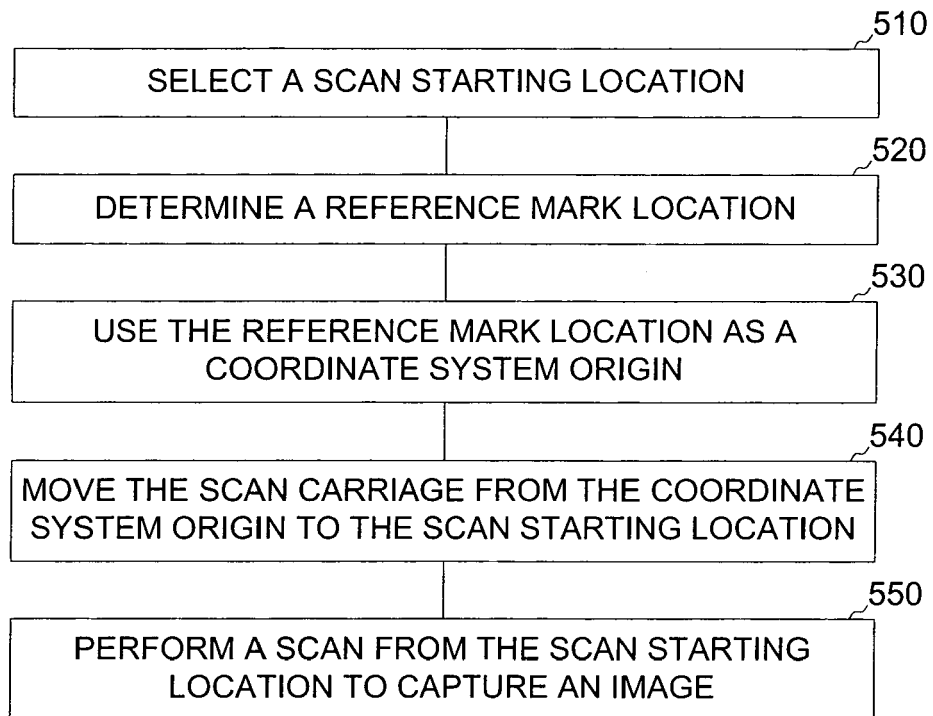 510
SELECT A SCAN STARTING LOCATION
520
DETERMINE A REFERENCE MARK LOCATION
530
USE THE REFERENCE MARK LOCATION AS A
COORDINATE SYSTEM ORIGIN
540
MOVE THE SCAN CARRIAGE FROM THE COORDINATE
SYSTEM ORIGIN TO THE SCAN STARTING LOCATION
550
PERFORM A SCAN FROM THE SCAN STARTING
LOCATION TO CAPTURE AN IMAGE